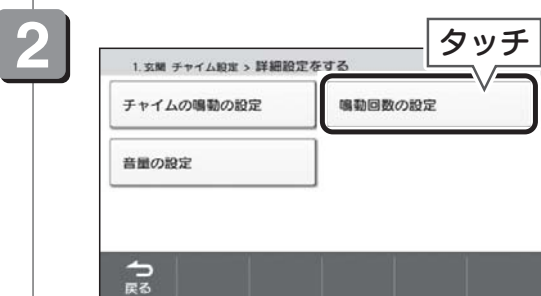 2
タッチ
1.玄関 チャイム設定 > 詳細設定をする
チャイムの鳴動の設定
鳴動回数の設定
音量の設定
戻る